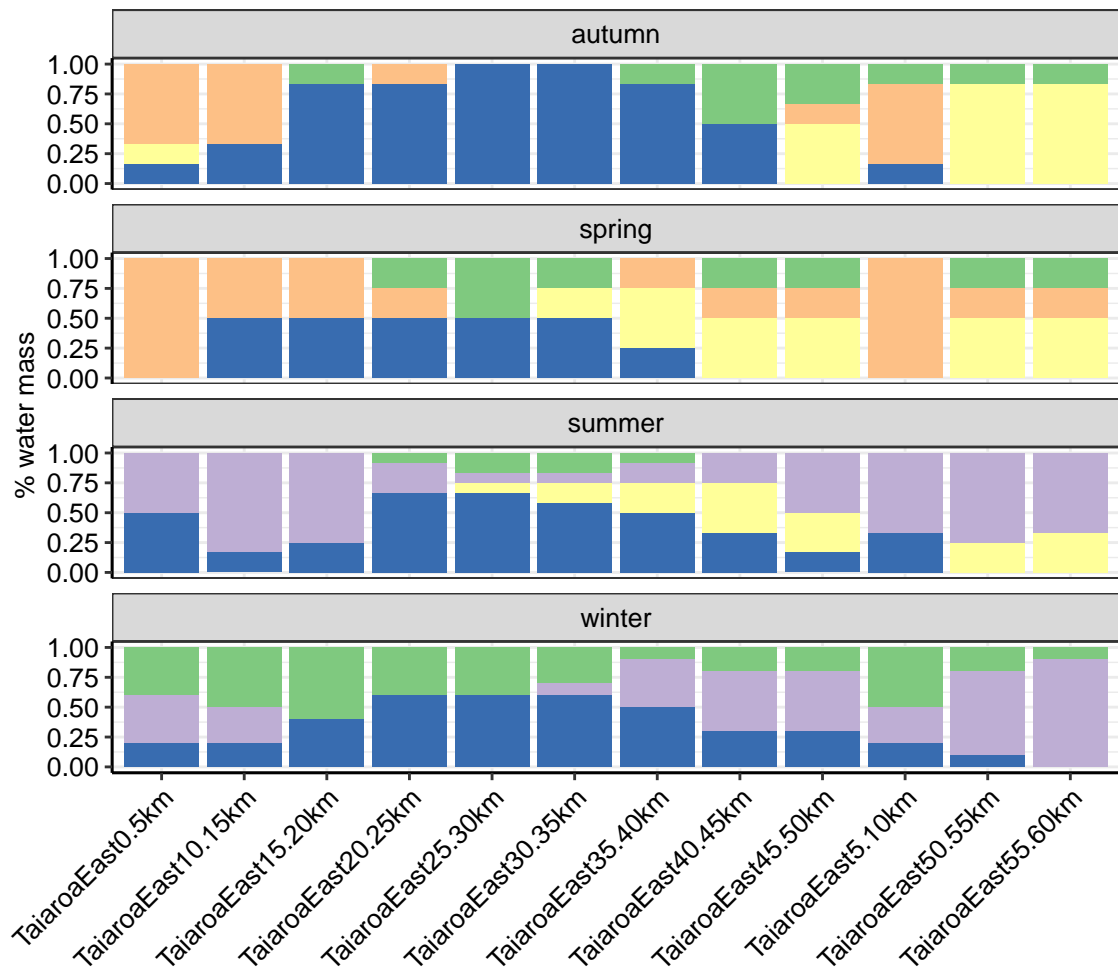 autumn
1.00
0.75
0.50
0.25
0.00
spring
1.00
0.75
0.50
0.25
0.00
% water mass
summer
1.00
0.75
0.50
0.25
0.00
winter
1.00
0.75
0.50
0.25
0.00
TaiaroaEast0.5km
TaiaroaEast10.15km
TaiaroaEast15.20km
TaiaroaEast20.25km
TaiaroaEast25.30km
TaiaroaEast30.35km
TaiaroaEast35.40km
TaiaroaEast40.45km
TaiaroaEast45.50km
TaiaroaEast5.10km
TaiaroaEast50.55km
TaiaroaEast55.60km